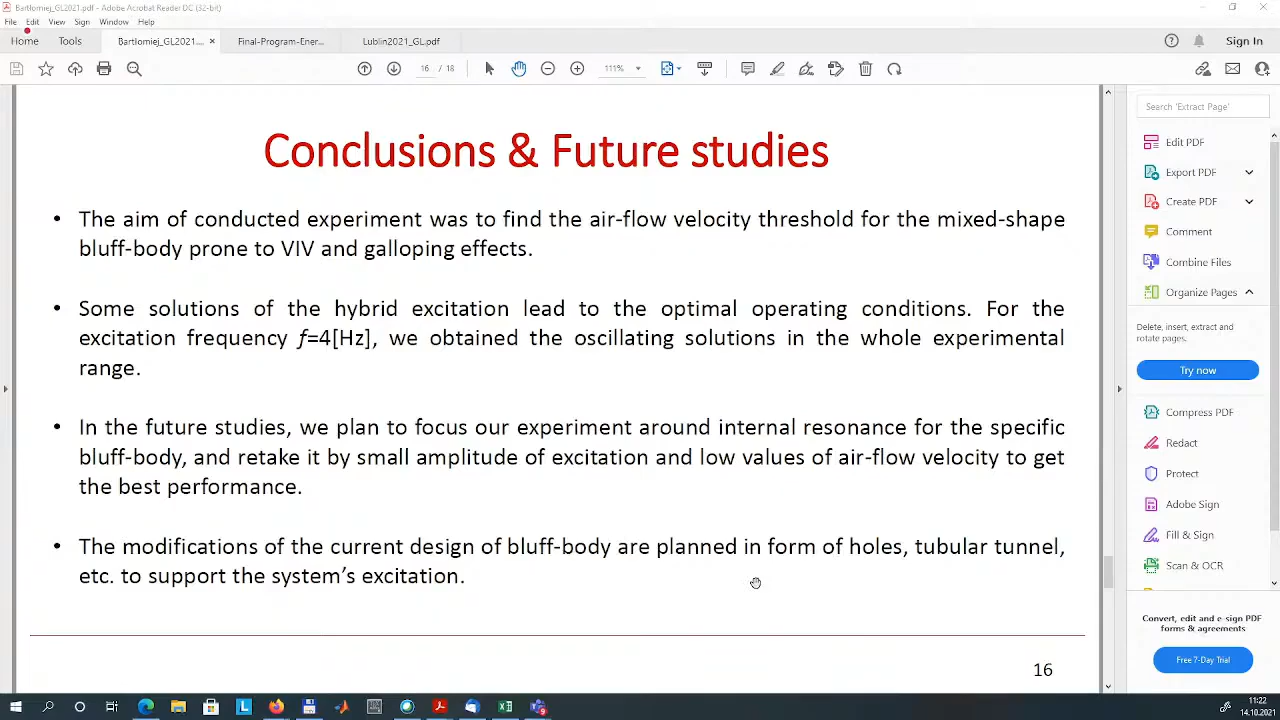 Bartlomiej_GL2021.pdf - Adobe Acrobat Reader DC (32-bit)
File Edit View Sign Window Help
Home Tools Bartlomiej_GL2021.... × Final-Program-Ener... Lublin2021_GL.pdf Sign In
16 / 18 111%
Conclusions & Future studies
• The aim of conducted experiment was to find the air-flow velocity threshold for the mixed-shape
bluff-body prone to VIV and galloping effects.
• Some solutions of the hybrid excitation lead to the optimal operating conditions. For the
excitation frequency f=4[Hz], we obtained the oscillating solutions in the whole experimental
range.
• In the future studies, we plan to focus our experiment around internal resonance for the specific
bluff-body, and retake it by small amplitude of excitation and low values of air-flow velocity to get
the best performance.
• The modifications of the current design of bluff-body are planned in form of holes, tubular tunnel,
etc. to support the system's excitation.
16
Search 'Extract Page'
Edit PDF
Export PDF
Create PDF
Comment
Combine Files
Organize Pages
Delete, insert, extract and
rotate pages.
Try now
Compress PDF
Redact
Protect
Adobe Sign
Fill & Sign
Scan & OCR
Convert, edit and e-sign PDF
forms & agreements
Free 7-Day Trial
11:22
14.10.2021